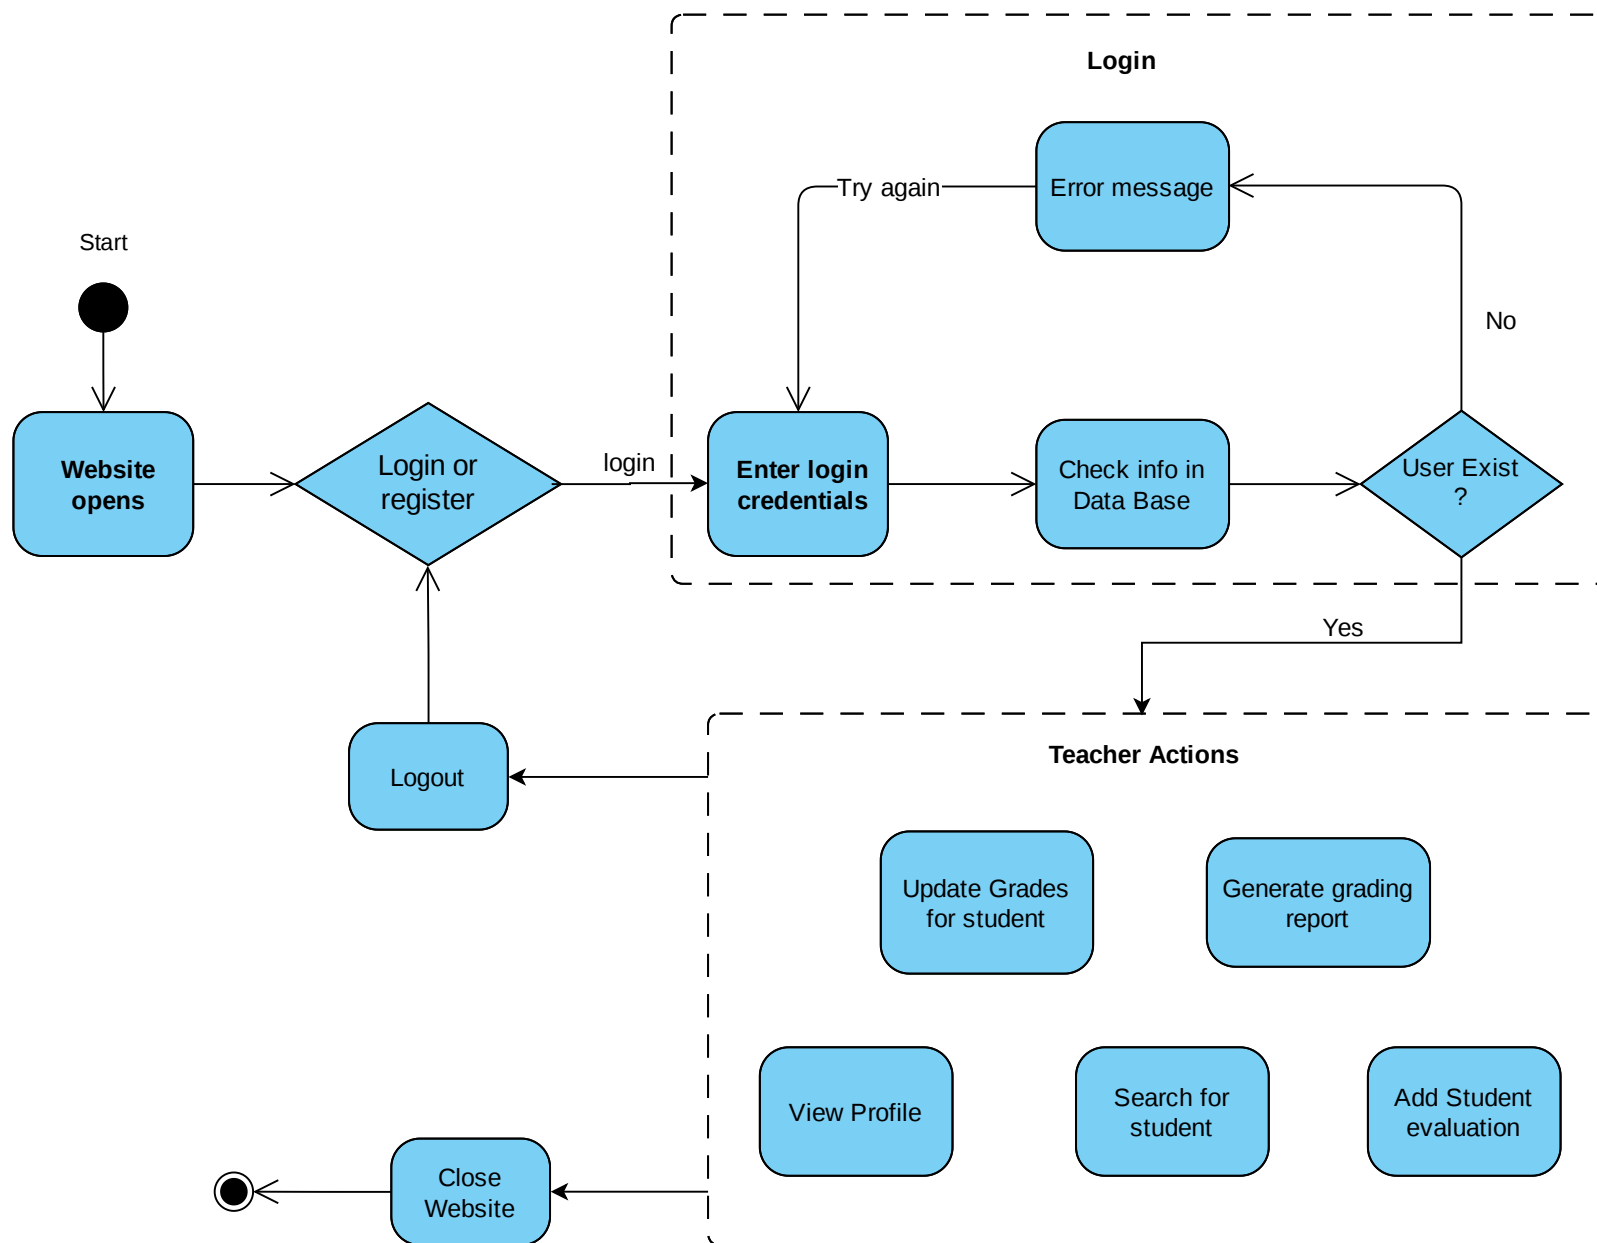 Login
Error message
Try again
Start
No
Website
opens
Login or
register
login
Enter login
credentials
Check info in
Data Base
User Exist
?
Yes
Teacher Actions
Logout
Update Grades
for student
Generate grading
report
View Profile
Search for
student
Add Student
evaluation
Close
Website